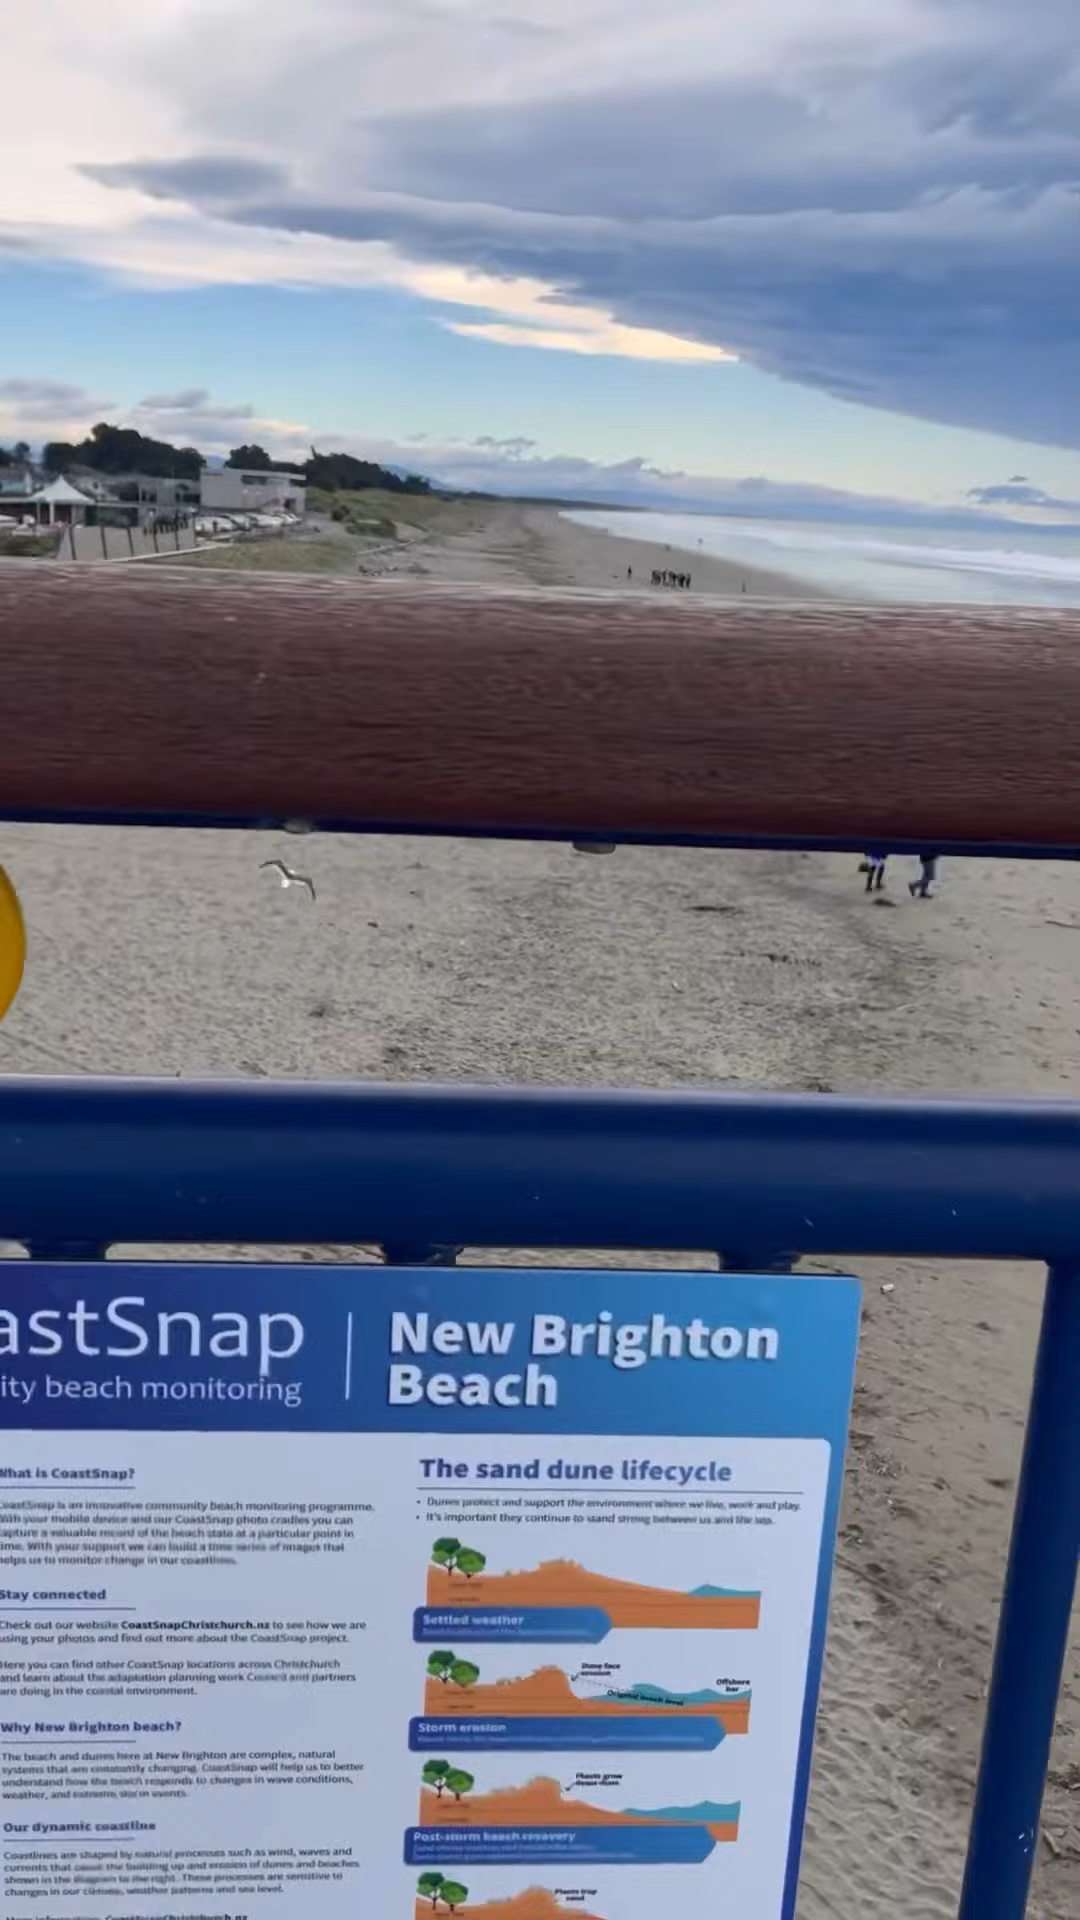 astSnap
ity beach monitoring
New Brighton
Beach
What is CoastSnap?
CoastSnap is an innovative community beach monitoring programme.
With your mobile device and our CoastSnap photo cradles you can
capture a valuable record of the beach state at a particular point in
time. With your support we can build a time series of images that
helps us to monitor change in our coastlines.
Stay connected
Check out our website CoastSnapChristchurch.nz to see how we are
using your photos and find out more about the CoastSnap project.
Here you can find other CoastSnap locations across Christchurch
and learn about the adaptation planning work Council and partners
are doing in the coastal environment.
Why New Brighton beach?
The beach and dunes here at New Brighton are complex, natural
systems that are constantly changing. CoastSnap will help us to better
understand how the beach responds to changes in wave conditions,
weather, and extreme storm events.
Our dynamic coastline
Coastlines are shaped by natural processes such as wind, waves and
currents that cause the building up and erosion of dunes and beaches
shown in the diagram to the right. These processes are sensitive to
changes in our climate, weather patterns and sea level.
More information: CoastSnapChristchurch.nz
The sand dune lifecycle
• Dunes protect and support the environment where we live, work and play.
• It's important they continue to stand strong between us and the sea.
Settled weather
Dune face
erosion
Original beach level
Offshore
bar
Storm erosion
Plants grow
down dune
Post-storm beach recovery
Plants trap
sand